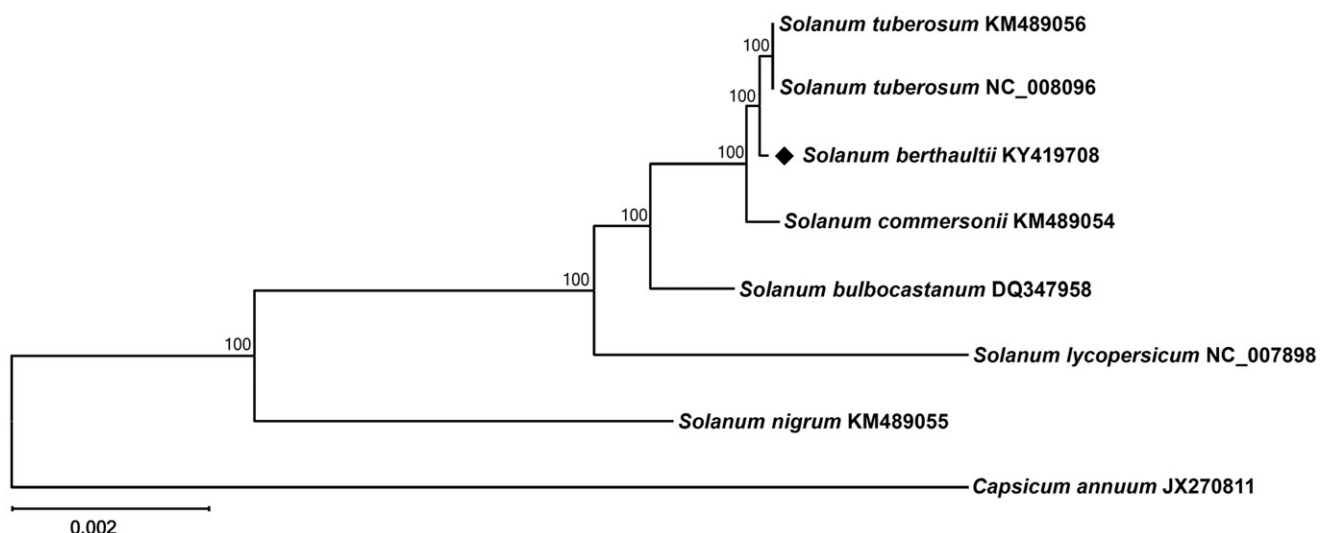 Solanum tuberosum KM489056
100
Solanum tuberosum NC_008096
100
Solanum berthaultii KY419708
100
Solanum commersonii KM489054
100
Solanum bulbocastanum DQ347958
100
Solanum lycopersicum NC_007898
100
Solanum nigrum KM489055
Capsicum annuum JX270811
0.002